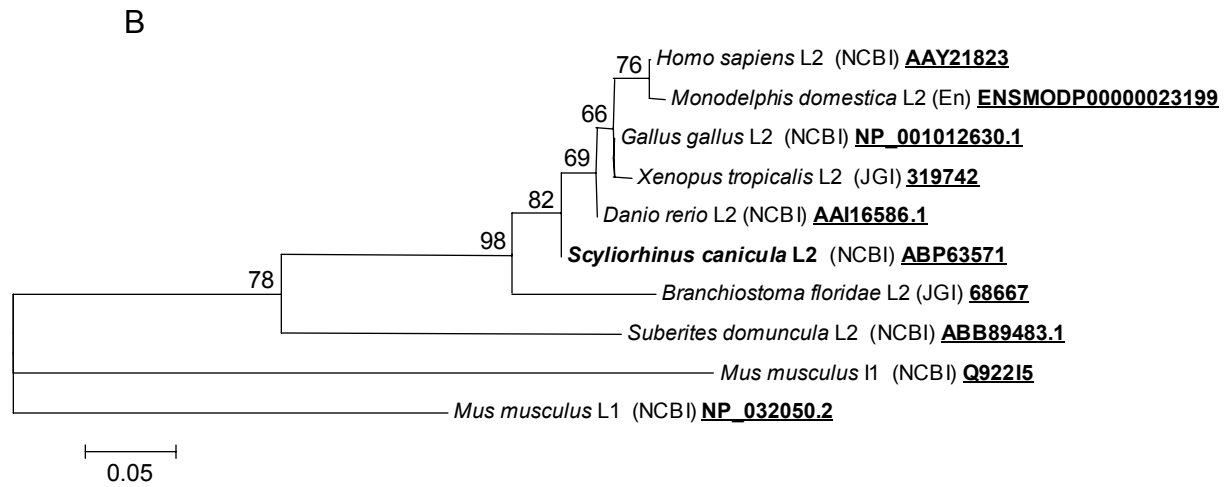 B
76
Homo sapiens L2 (NCBI) AAY21823
Monodelphis domestica L2 (En) ENSMODP00000023199
66
Gallus gallus L2 (NCBI) NP_001012630.1
69
Xenopus tropicalis L2 (JGI) 319742
82
Danio rerio L2 (NCBI) AAI16586.1
98
Scyliorhinus canicula L2 (NCBI) ABP63571
78
Branchiostoma floridae L2 (JGI) 68667
Suberites domuncula L2 (NCBI) ABB89483.1
Mus musculus I1 (NCBI) Q922I5
Mus musculus L1 (NCBI) NP_032050.2
0.05